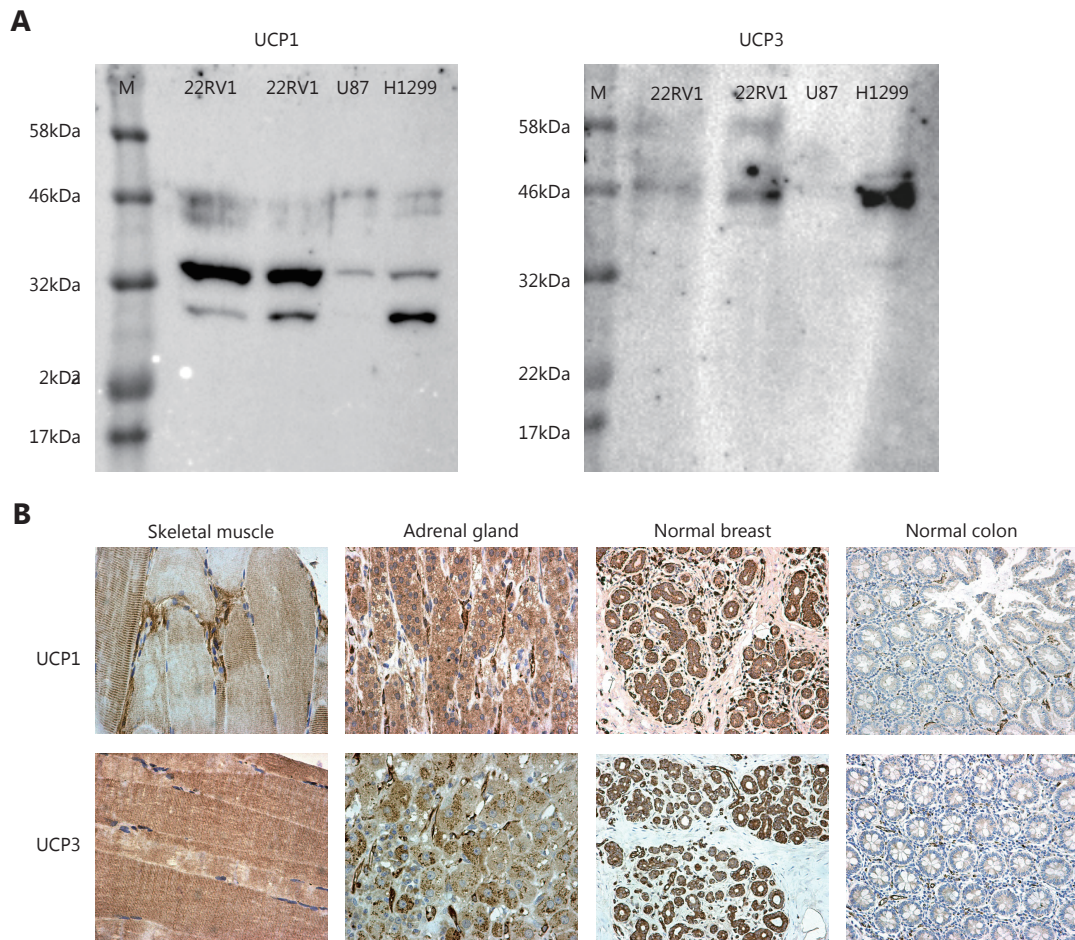 A
UCP1
UCP3
M 22RV1 22RV1 U87 H1299
58kDa
46kDa
32kDa
2kDa2
17kDa
M 22RV1 22RV1 U87 H1299
58kDa
46kDa
32kDa
22kDa
17kDa
B
Skeletal muscle Adrenal gland Normal breast Normal colon
UCP1
UCP3